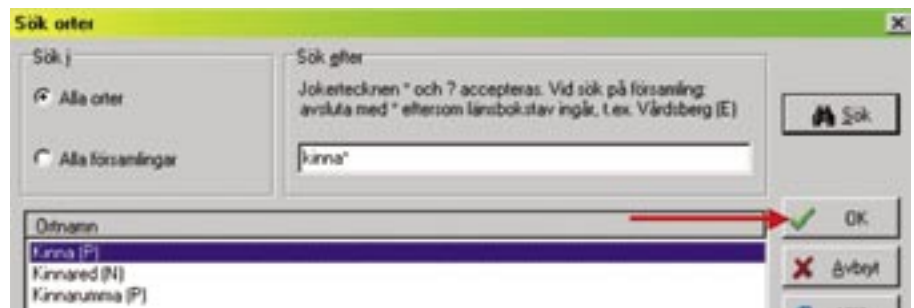 Sök orter
Sök i
Alla orter
Alla församlingar
Sök efter
Jokertecknen * och ? accepteras. Vid sök på församling:
avsluta med * eftersom länsbokstav ingår, t.ex. Vårdsberg (E)
kinna*
Sök
Ortnamn
Kinna (P)
Kinnared (N)
Kinnarumma (P)
OK
Avbryt